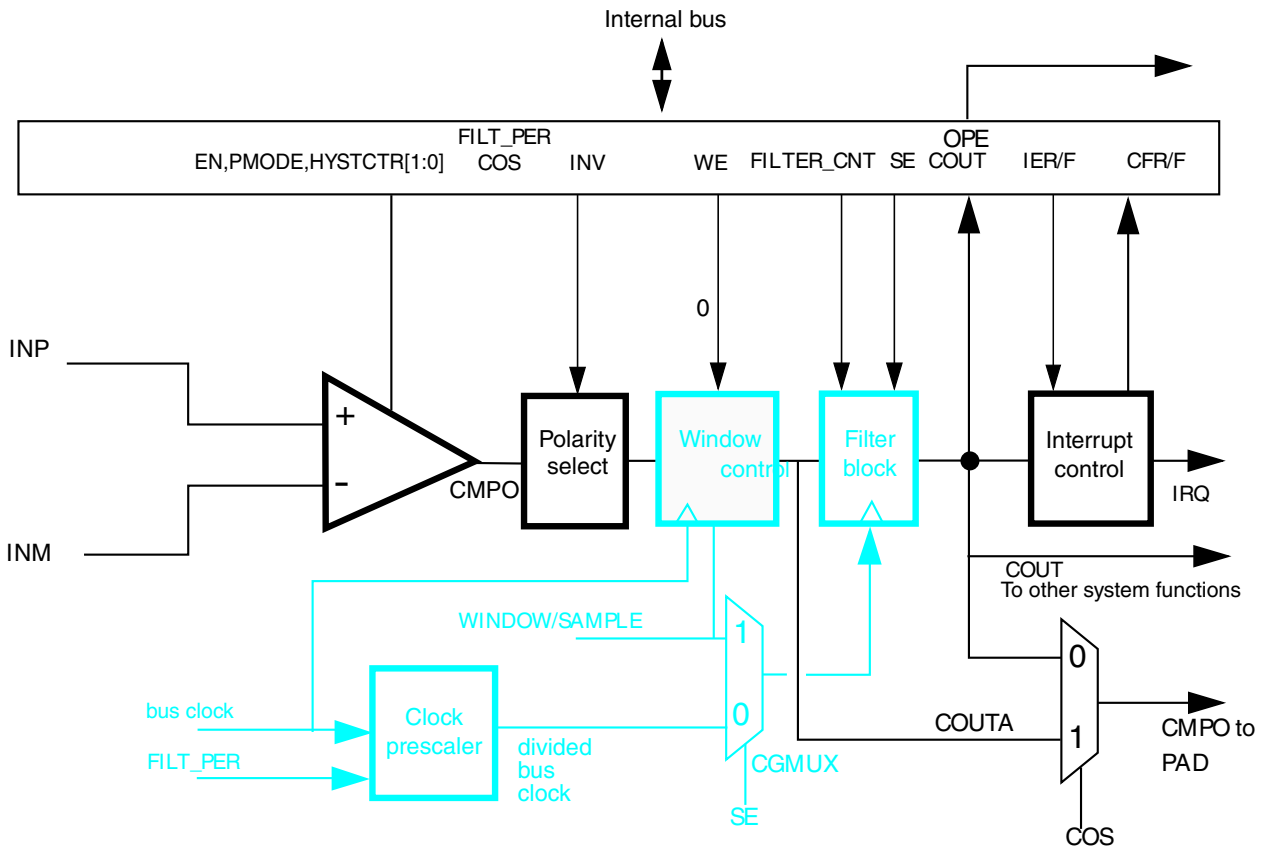 Internal bus
FILT_PER
OPE
EN,PMODE,HYSTCTR[1:0]
COS
INV
WE
FILTER_CNT
SE
COUT
IER/F
CFR/F
0
INP
+
-
INM
CMPO
Polarity
select
Window
control
Filter
block
Interrupt
control
IRQ
COUT
To other system functions
WINDOW/SAMPLE
1
0
bus clock
FILT_PER
Clock
prescaler
divided
bus
clock
CGMUX
SE
COUTA
0
1
CMPO to
PAD
COS